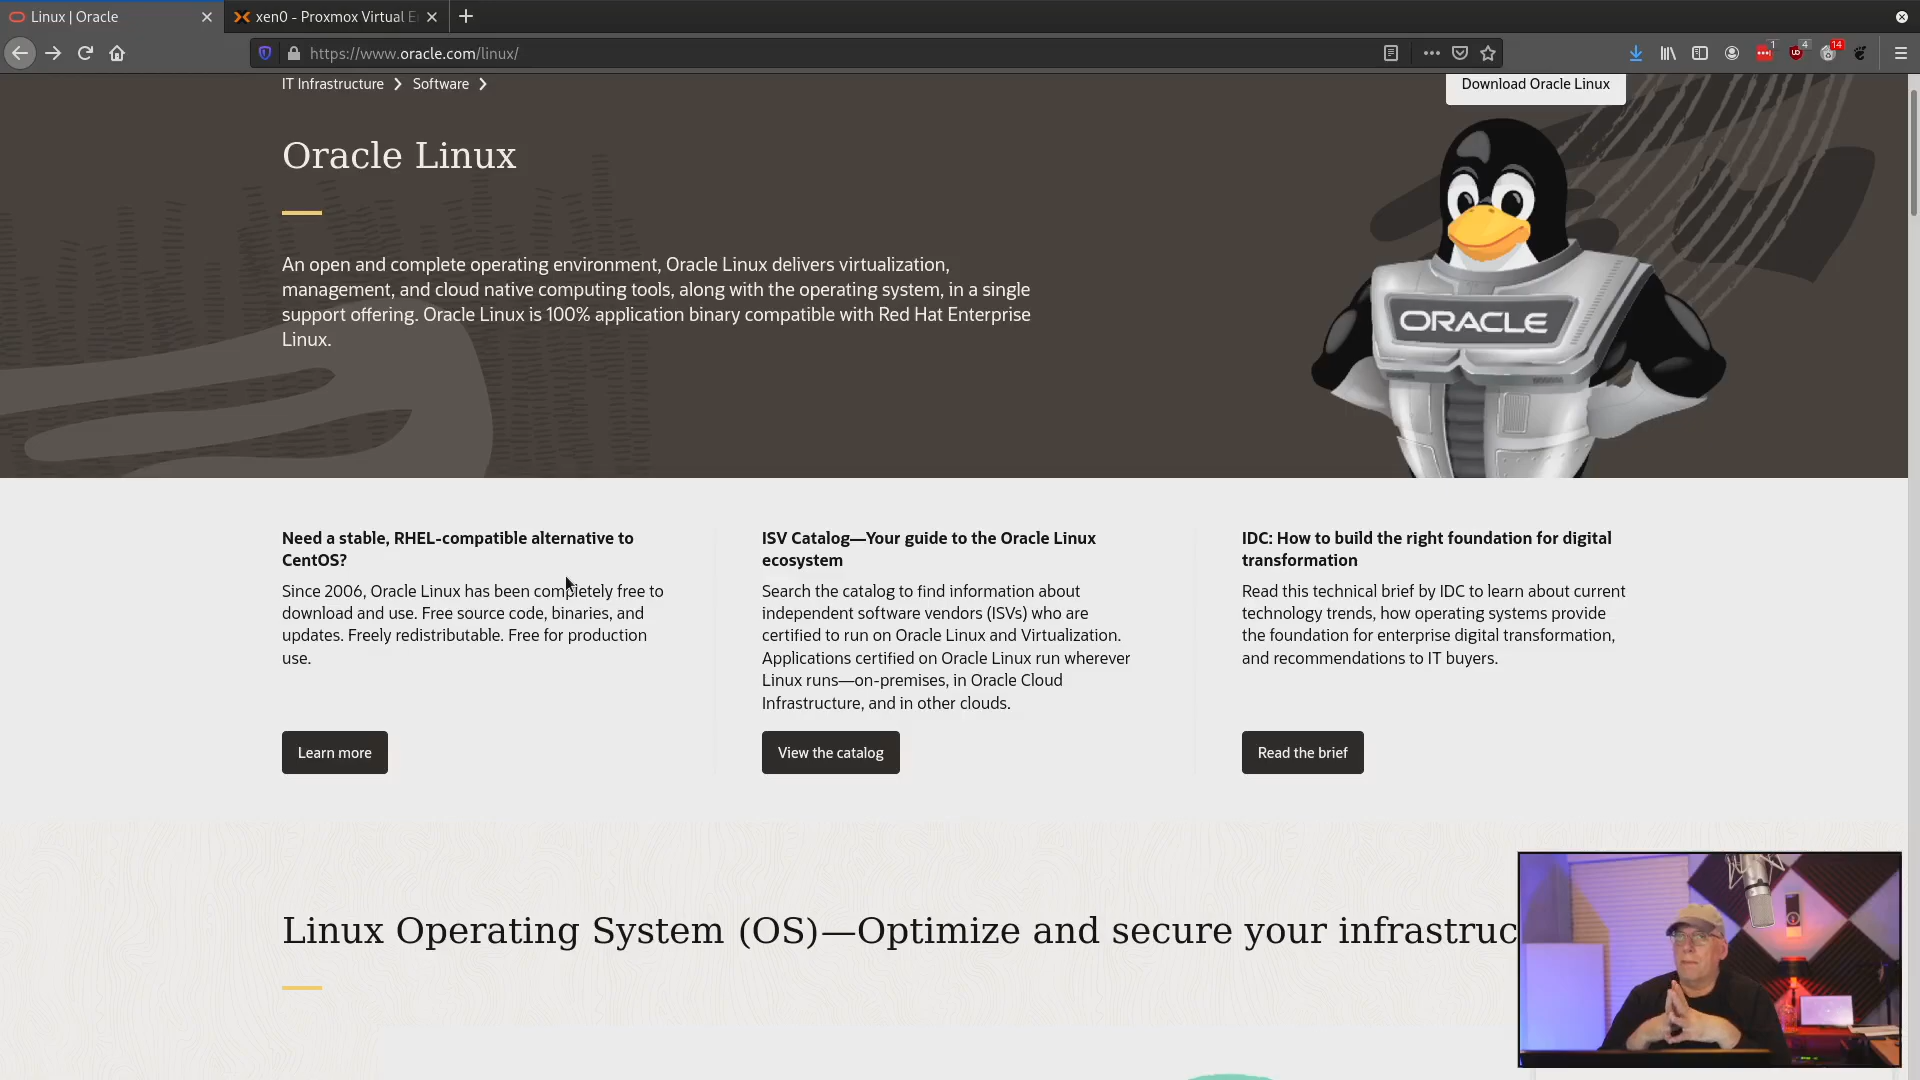 Linux | Oracle
xen0 - Proxmox Virtual E
https://www.oracle.com/linux/
1
4
14
IT Infrastructure
Software
Download Oracle Linux
Oracle Linux
An open and complete operating environment, Oracle Linux delivers virtualization,
management, and cloud native computing tools, along with the operating system, in a single
support offering. Oracle Linux is 100% application binary compatible with Red Hat Enterprise
Linux.
ORACLE
Need a stable, RHEL-compatible alternative to
CentOS?
Since 2006, Oracle Linux has been completely free to
download and use. Free source code, binaries, and
updates. Freely redistributable. Free for production
use.
Learn more
ISV Catalog—Your guide to the Oracle Linux
ecosystem
Search the catalog to find information about
independent software vendors (ISVs) who are
certified to run on Oracle Linux and Virtualization.
Applications certified on Oracle Linux run wherever
Linux runs—on-premises, in Oracle Cloud
Infrastructure, and in other clouds.
View the catalog
IDC: How to build the right foundation for digital
transformation
Read this technical brief by IDC to learn about current
technology trends, how operating systems provide
the foundation for enterprise digital transformation,
and recommendations to IT buyers.
Read the brief
Linux Operating System (OS)—Optimize and secure your infrastruc